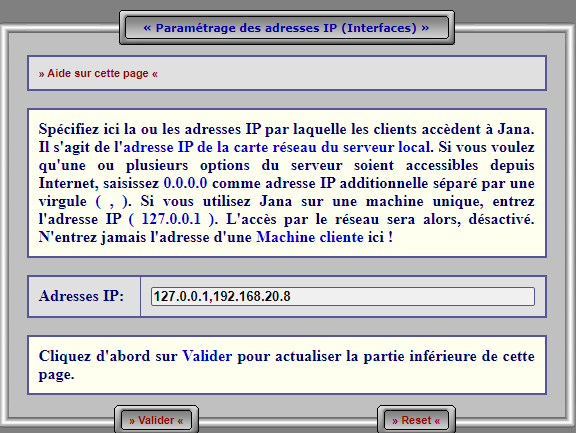 « Paramétrage des adresses IP (Interfaces) »
» Aide sur cette page «
Spécifiez ici la ou les adresses IP par laquelle les clients accèdent à Jana.
Il s'agit de l'adresse IP de la carte réseau du serveur local. Si vous voulez
qu'une ou plusieurs options du serveur soient accessibles depuis
Internet, saisissez 0.0.0.0 comme adresse IP additionnelle séparé par une
virgule ( , ). Si vous utilisez Jana sur une machine unique, entrez
l'adresse IP ( 127.0.0.1 ). L'accès par le réseau sera alors, désactivé.
N'entrez jamais l'adresse d'une Machine cliente ici !
Adresses IP: 127.0.0.1,192.168.20.8
Cliquez d'abord sur Valider pour actualiser la partie inférieure de cette
page.
» Valider « » Reset «